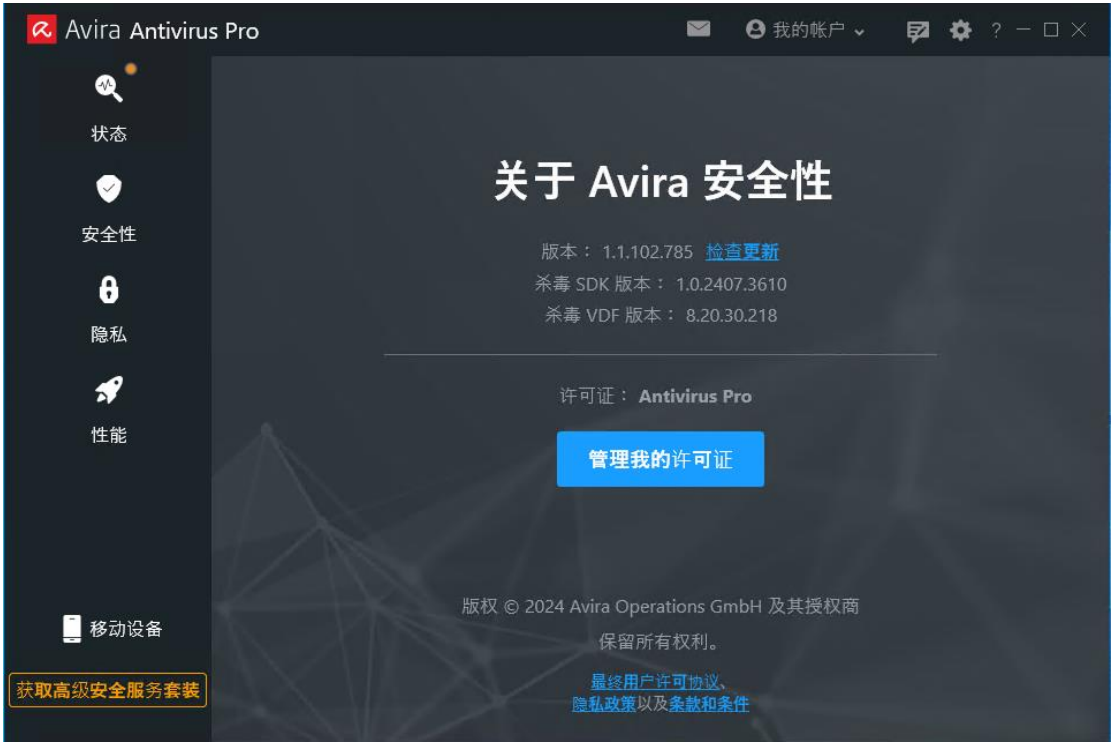 Avira Antivirus Pro
我的帐户
?
状态
安全性
隐私
性能
移动设备
获取高级安全服务套装
关于 Avira 安全性
版本： 1.1.102.785 检查更新
杀毒 SDK 版本： 1.0.2407.3610
杀毒 VDF 版本： 8.20.30.218
许可证： Antivirus Pro
管理我的许可证
版权 © 2024 Avira Operations GmbH 及其授权商
保留所有权利。
最终用户许可协议、
隐私政策以及条款和条件